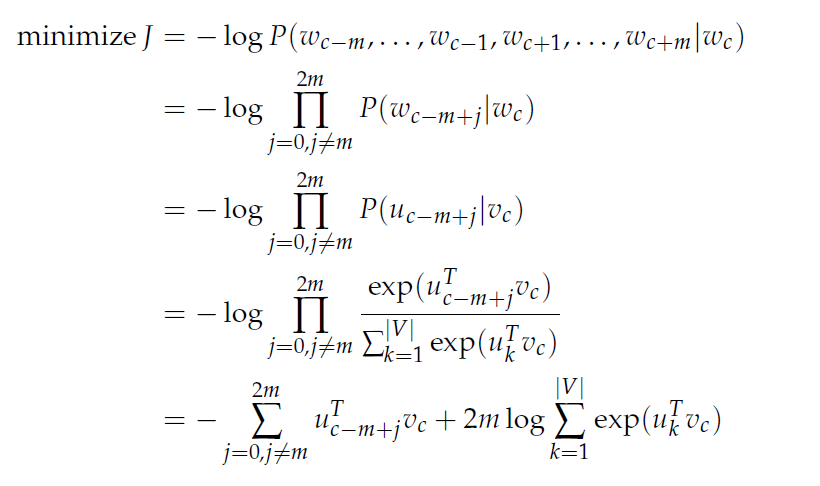 minimize J = − log P(w_{c−m}, . . . , w_{c−1}, w_{c+1}, . . . , w_{c+m}|w_c)
= − log ∏_{j=0,j≠m}^{2m} P(w_{c−m+j}|w_c)
= − log ∏_{j=0,j≠m}^{2m} P(u_{c−m+j}|v_c)
= − log ∏_{j=0,j≠m}^{2m} \frac{exp(u_{c−m+j}^T v_c)}{∑_{k=1}^{|V|} exp(u_k^T v_c)}
= − ∑_{j=0,j≠m}^{2m} u_{c−m+j}^T v_c + 2m log ∑_{k=1}^{|V|} exp(u_k^T v_c)